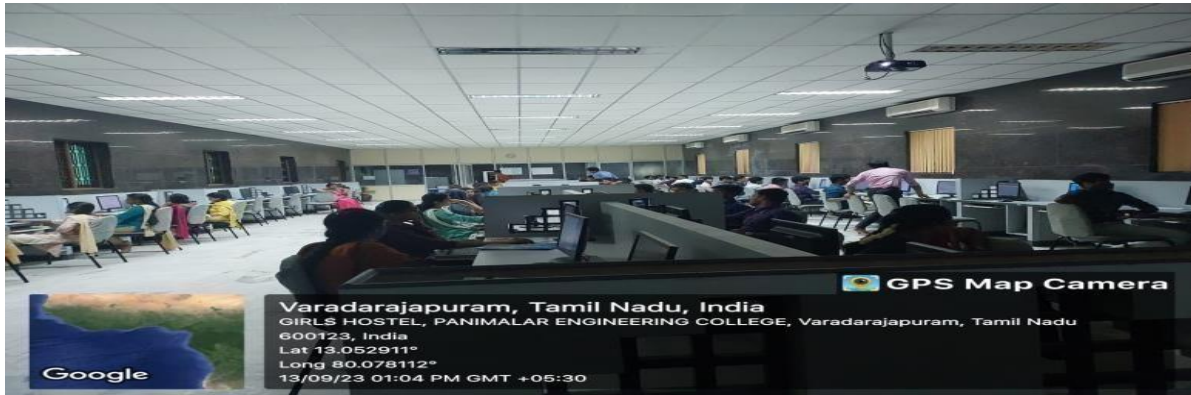 GPS Map Camera
Varadarajapuram, Tamil Nadu, India
GIRLS HOSTEL, PANIMALAR ENGINEERING COLLEGE, Varadarajapuram, Tamil Nadu
600123, India
Lat 13.052911°
Long 80.078112°
13/09/23 01:04 PM GMT +05:30
Google